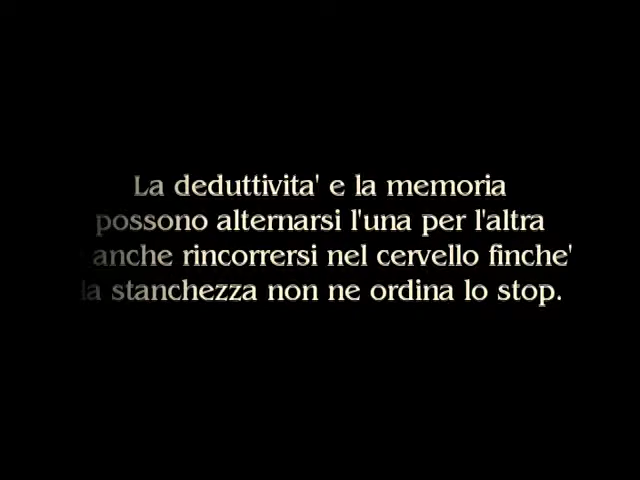 La deduttivita' e la memoria
possono alternarsi l'una per l'altra
e anche rincorrersi nel cervello finche'
la stanchezza non ne ordina lo stop.